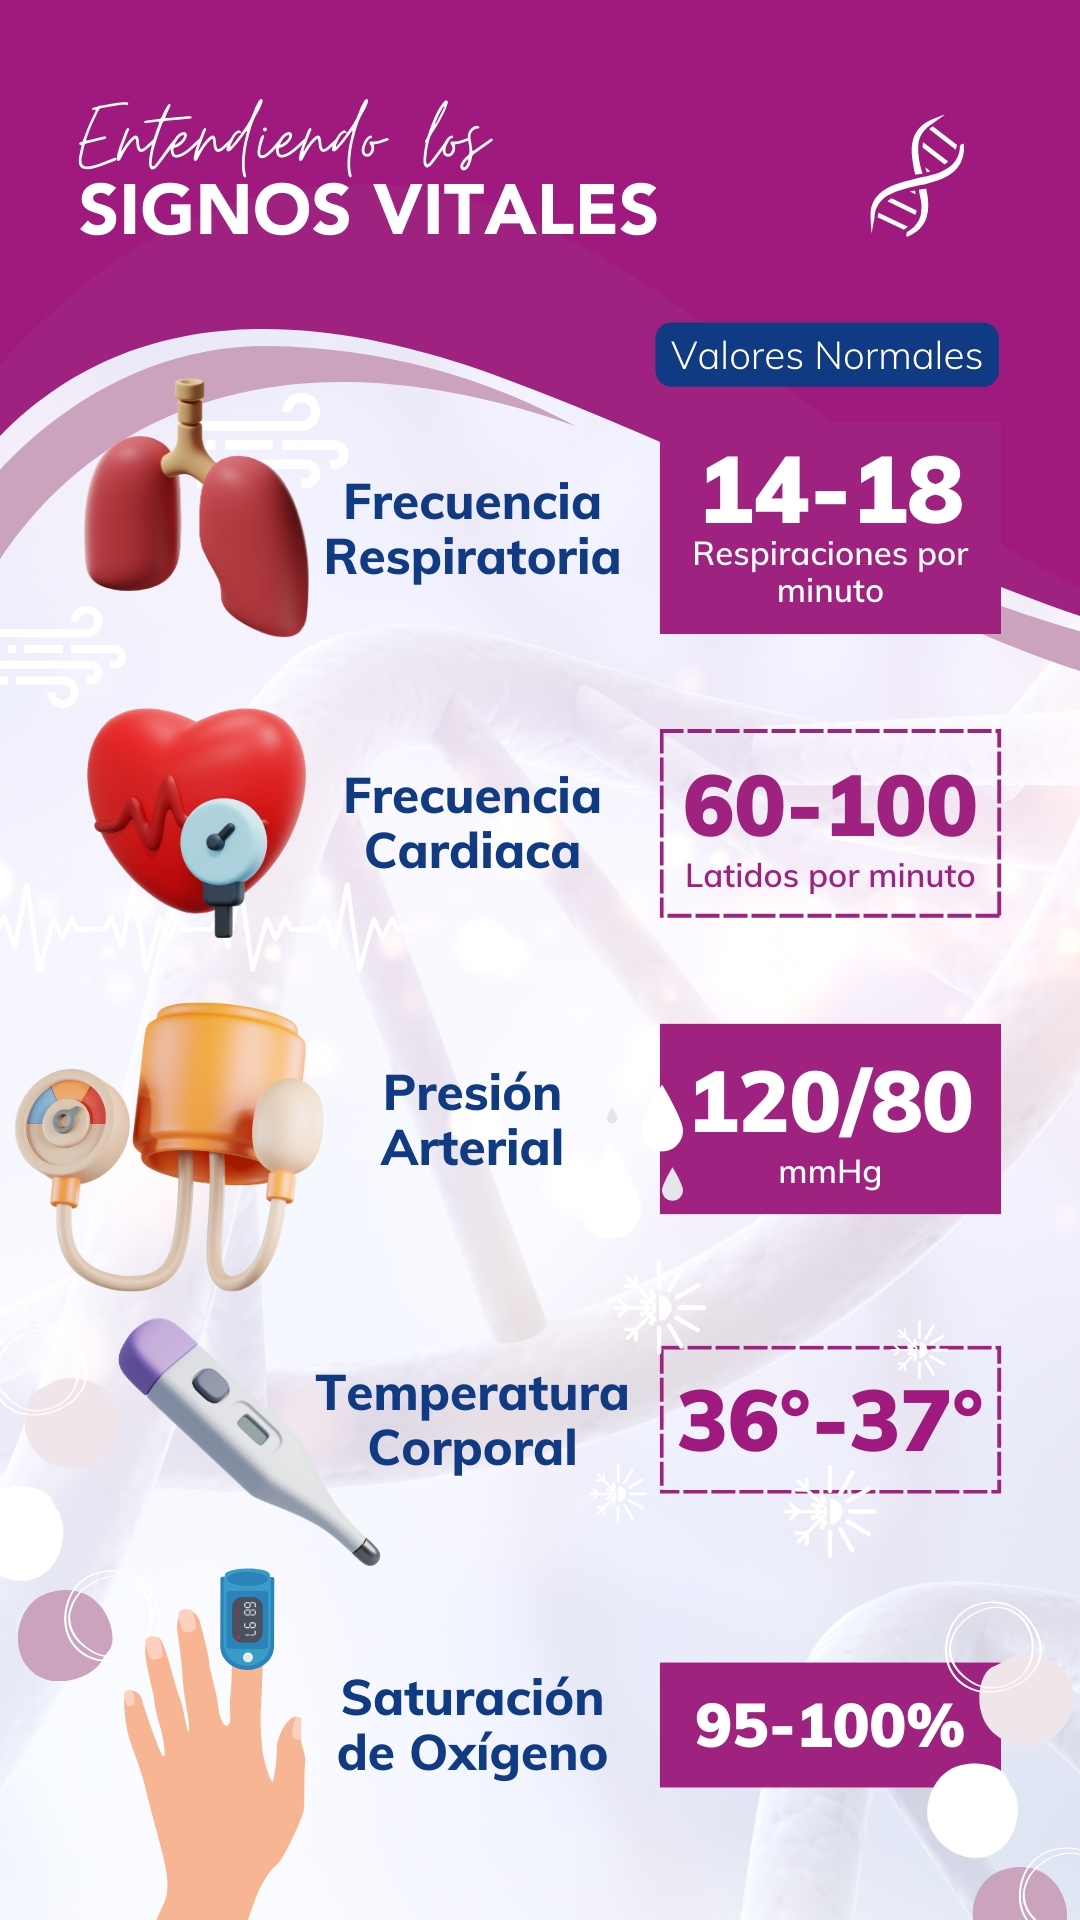 Entendiendo los
SIGNOS VITALES
Valores Normales
Frecuencia
Respiratoria
14-18
Respiraciones por
minuto
Frecuencia
Cardiaca
60-100
Latidos por minuto
Presión
Arterial
120/80
mmHg
Temperatura
Corporal
36°-37°
Saturación
de Oxígeno
95-100%